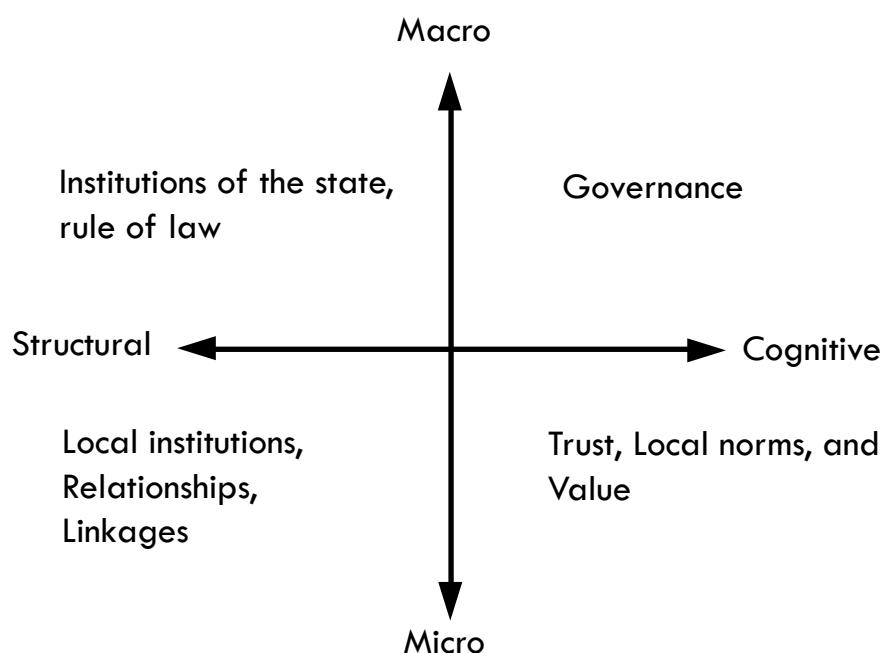 Macro
Institutions of the state,
rule of law
Governance
Structural
Cognitive
Local institutions,
Relationships,
Linkages
Trust, Local norms, and
Value
Micro